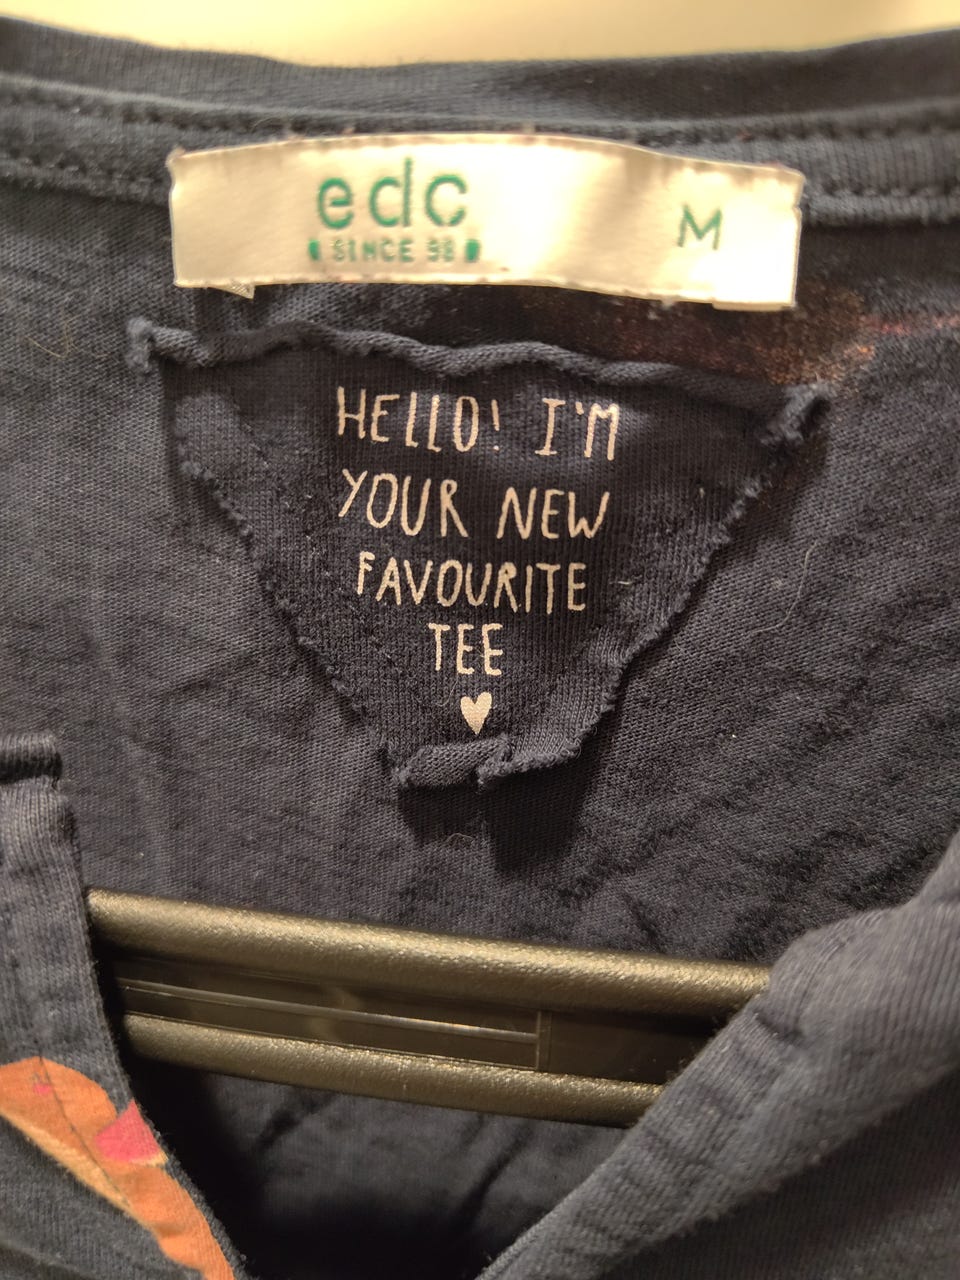 edc
SINCE 98
M
HELLO! I'M
YOUR NEW
FAVOURITE
TEE